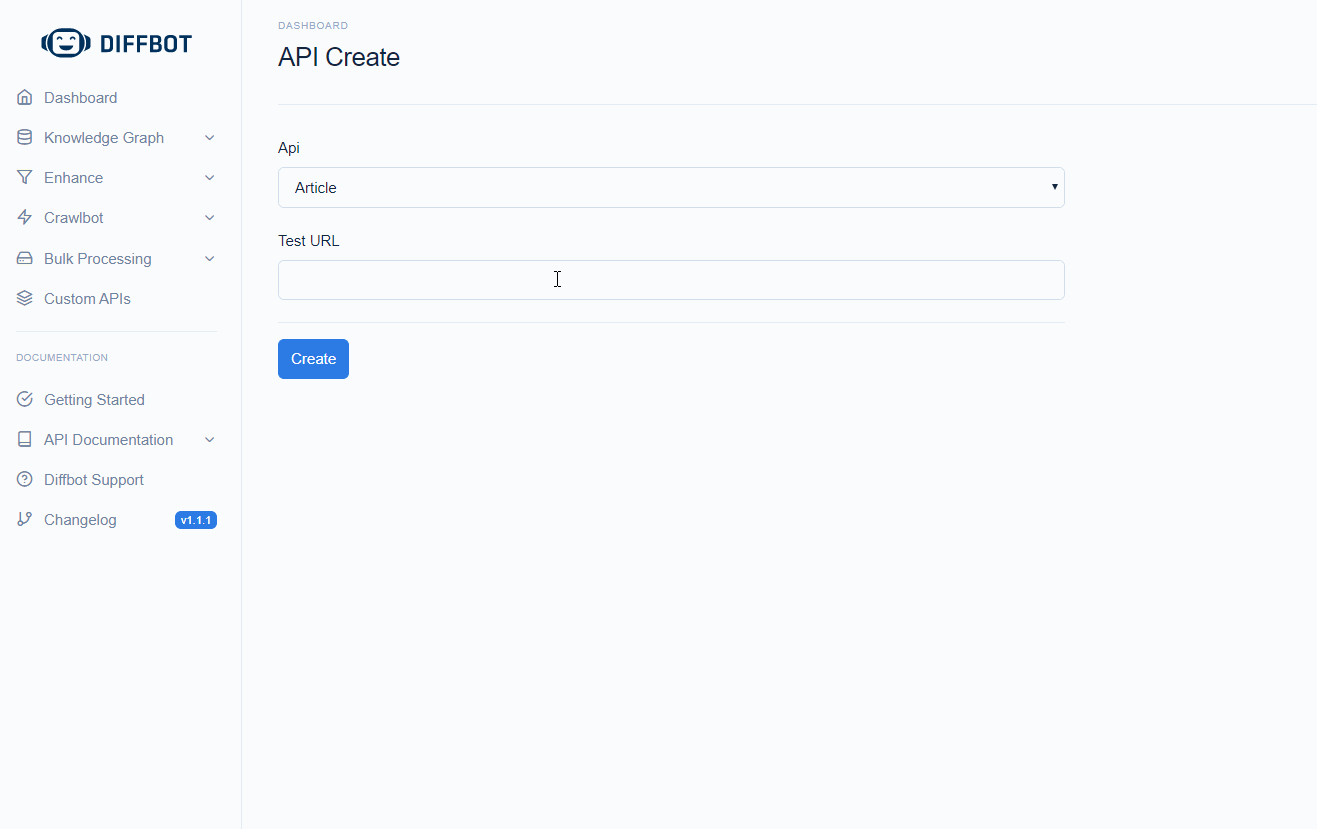 DIFFBOT
Dashboard
Knowledge Graph
Enhance
Crawlbot
Bulk Processing
Custom APIs
DOCUMENTATION
Getting Started
API Documentation
Diffbot Support
Changelog v1.1.1
DASHBOARD
API Create
Api
Article
Test URL
Create